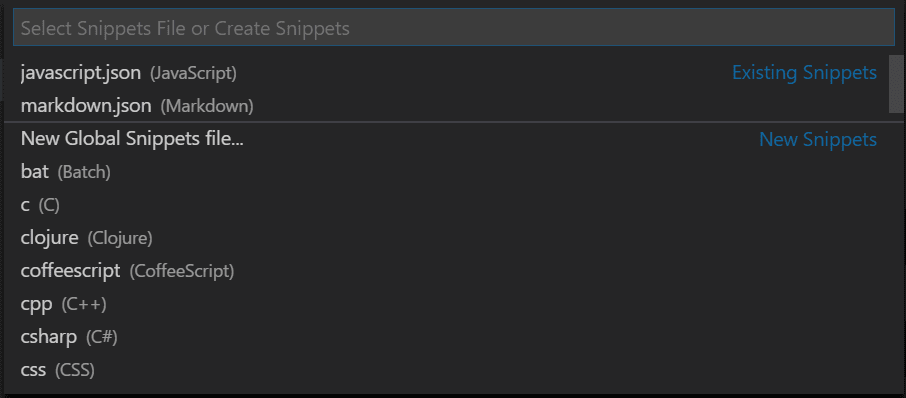 Select Snippets File or Create Snippets
javascript.json (JavaScript) Existing Snippets
markdown.json (Markdown)
New Global Snippets file... New Snippets
bat (Batch)
c (C)
clojure (Clojure)
coffeescript (CoffeeScript)
cpp (C++)
csharp (C#)
css (CSS)